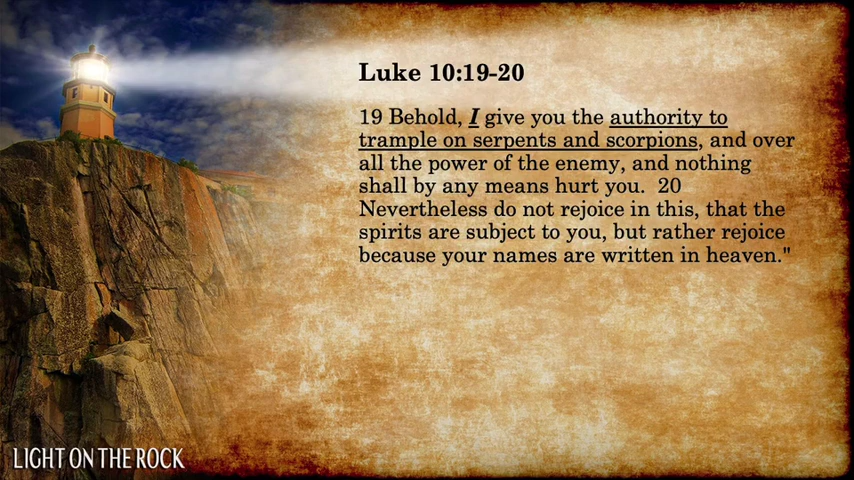 Luke 10:19-20
19 Behold, I give you the authority to
trample on serpents and scorpions, and over
all the power of the enemy, and nothing
shall by any means hurt you.  20
Nevertheless do not rejoice in this, that the
spirits are subject to you, but rather rejoice
because your names are written in heaven."
LIGHT ON THE ROCK